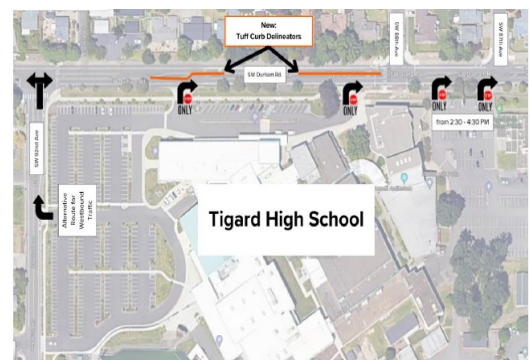 New:
Tuff Curb Delineators
SW 88th Ave
SW 87th Ave
SW Durham Rd.
ONLY
ONLY
ONLY
ONLY
from 2:30 - 4:30 PM
SW 92nd Ave
Alternative
Route for
Westbound
Traffic
Tigard High School